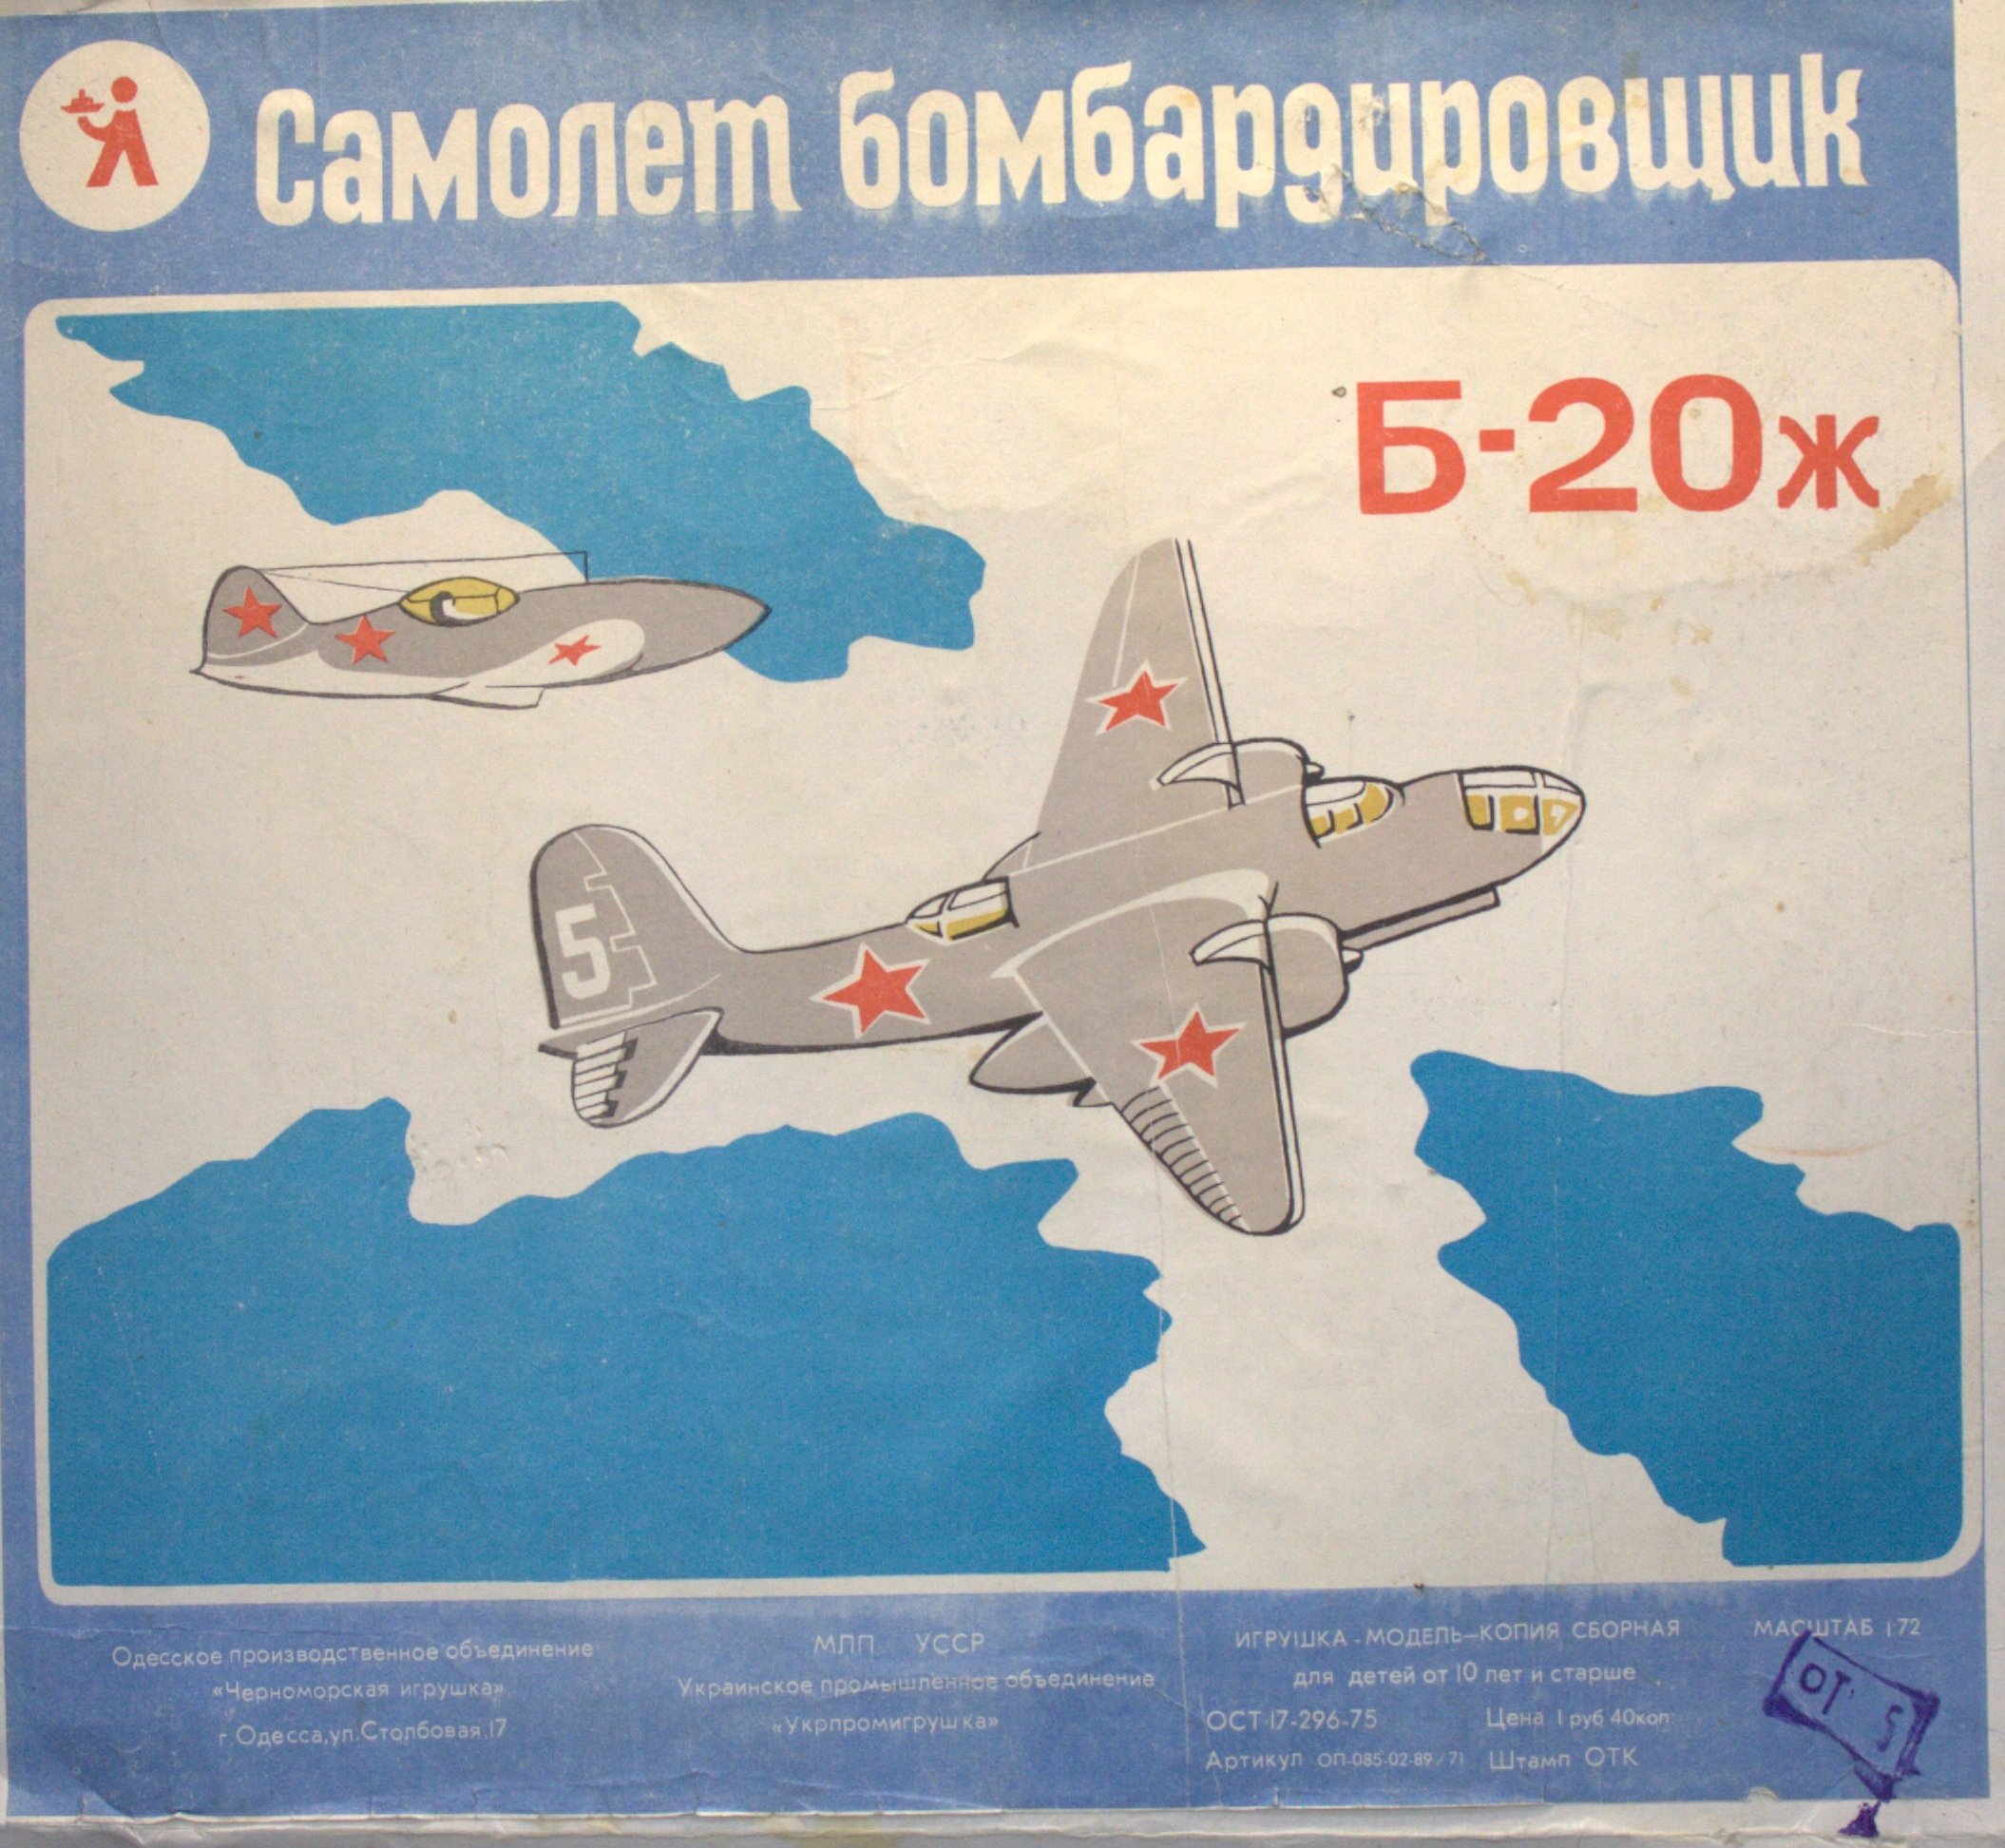 Самолет бомбардировщик
Б-20ж
5
Одесское производственное объединение
«Черноморская игрушка»
г.Одесса,ул.Столбовая,17
МЛП УССР
Украинское промышленное объединение
«Укрпромигрушка»
ИГРУШКА - МОДЕЛЬ-КОПИЯ СБОРНАЯ
для детей от 10 лет и старше
ОСТ 17-296-75 Цена 1 руб 40коп
Артикул ОП-085-02-89/71 Штамп ОТК
МАСШТАБ 1:72
ОТ 5